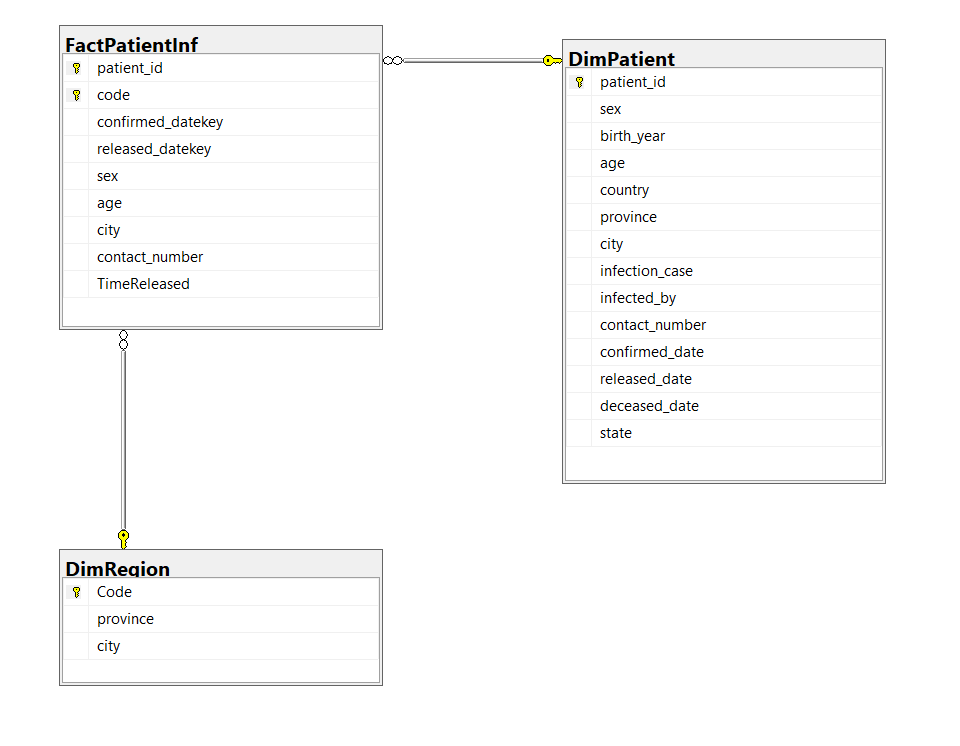 FactPatientInf
patient_id
code
confirmed_datekey
released_datekey
sex
age
city
contact_number
TimeReleased
DimPatient
patient_id
sex
birth_year
age
country
province
city
infection_case
infected_by
contact_number
confirmed_date
released_date
deceased_date
state
DimRegion
Code
province
city